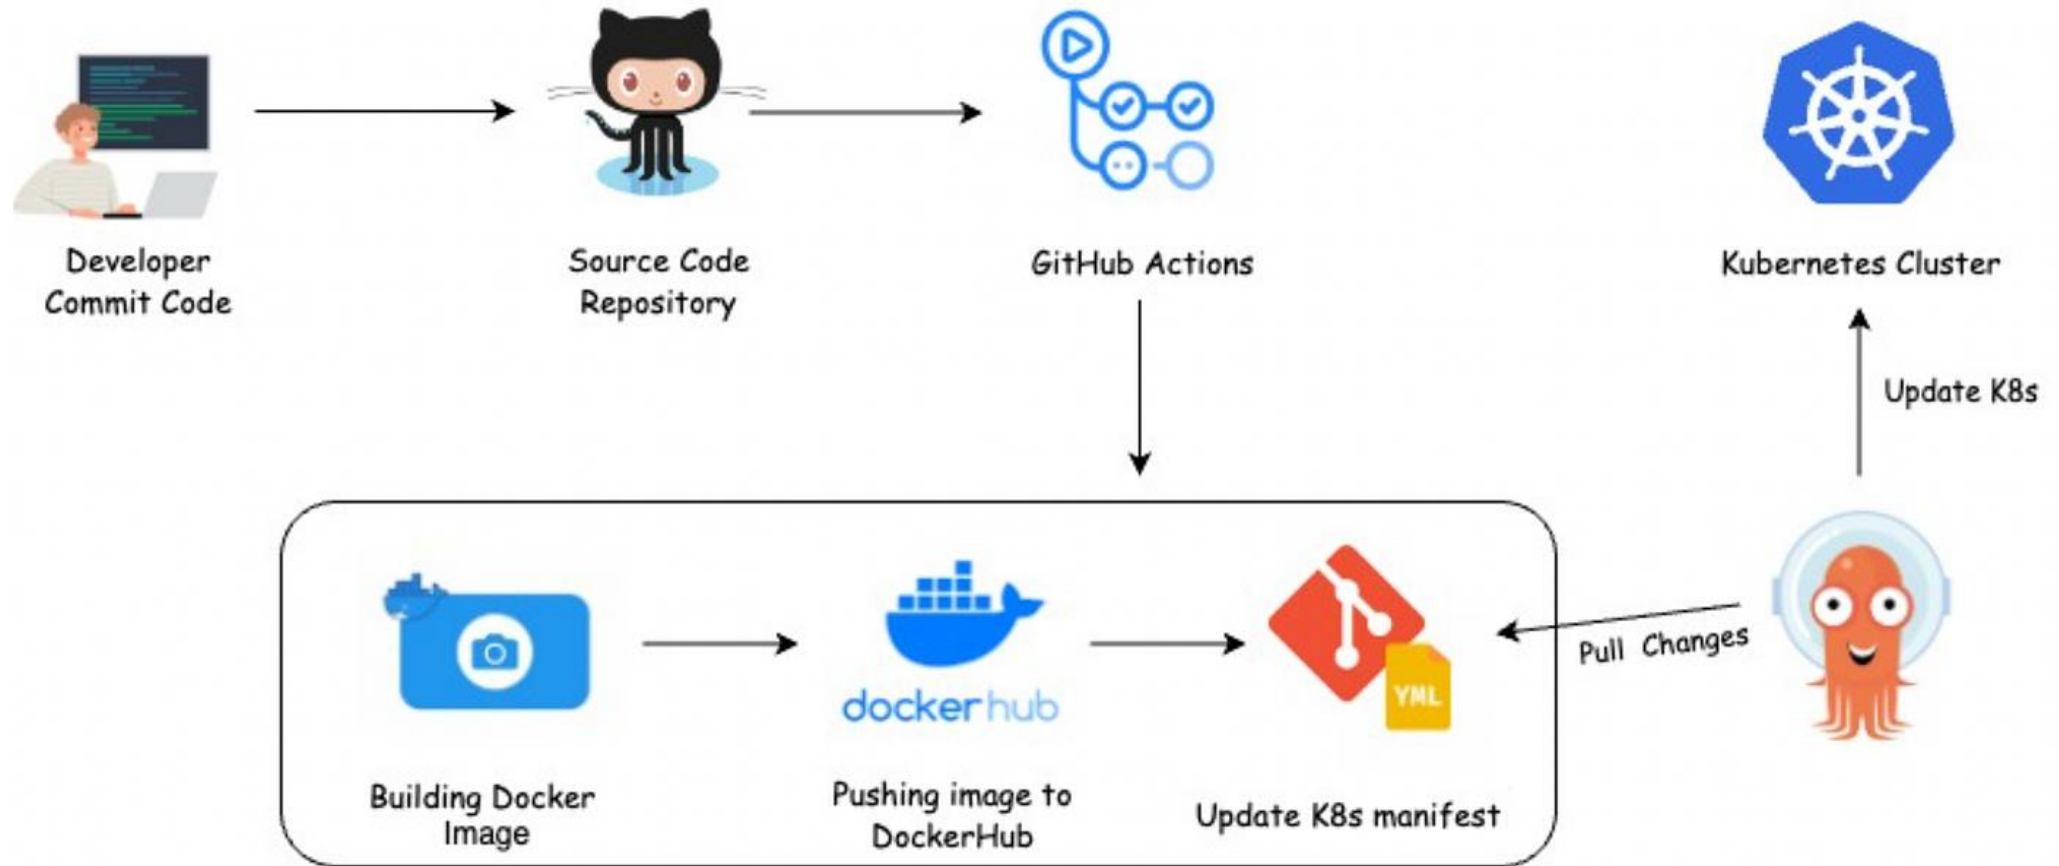 Developer
Commit Code
Source Code
Repository
GitHub Actions
Kubernetes Cluster
Update K8s
Pull Changes
dockerhub
YML
Building Docker
Image
Pushing image to
DockerHub
Update K8s manifest